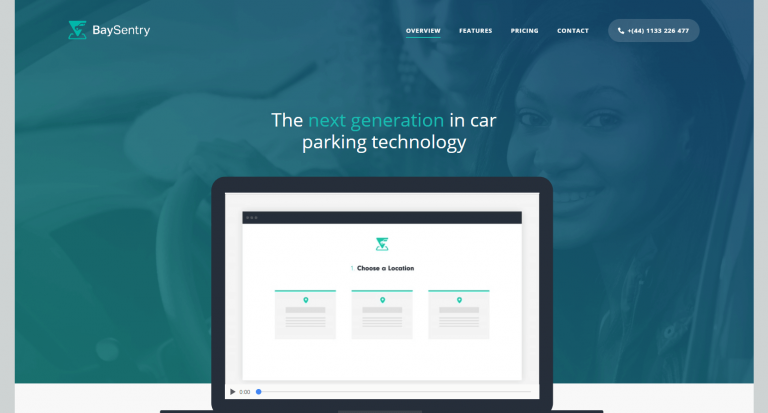 BaySentry
OVERVIEW FEATURES PRICING CONTACT +(44) 1133 226 477
The next generation in car
parking technology
1. Choose a Location
0:00